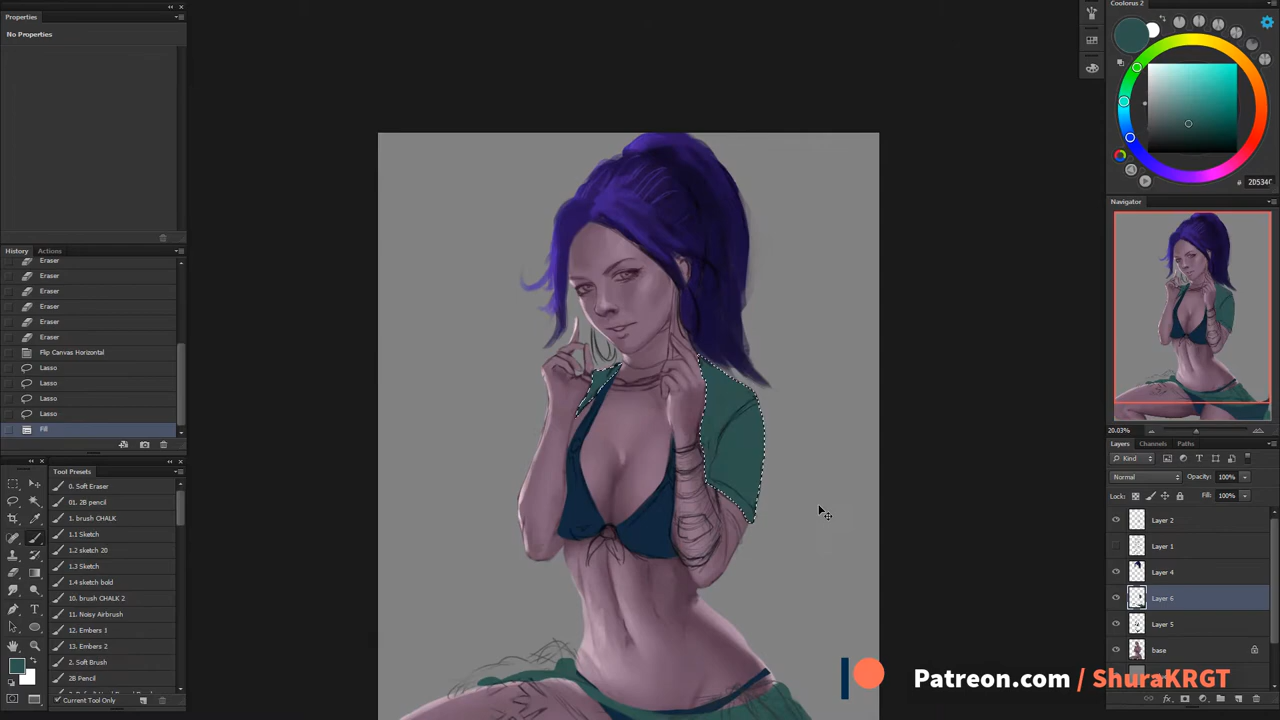 Properties
No Properties
History Actions
Eraser
Eraser
Eraser
Eraser
Eraser
Eraser
Flip Canvas Horizontal
Lasso
Lasso
Lasso
Lasso
Fill
Tool Presets
0. Soft Eraser
01. 2B pencil
1. brush CHALK
1.1 Sketch
1.2 sketch 20
1.3 Sketch
1.4 sketch bold
10. brush CHALK 2
11. Noisy Airbrush
12. Embers 1
13. Embers 2
2. Soft Brush
2B Pencil
Current Tool Only
Coolorus 2
Navigator
20.03%
Layers Channels Paths
Kind
Normal Opacity: 100%
Lock: Fill: 100%
Layer 2
Layer 1
Layer 4
Layer 6
Layer 5
base
fx
Patreon.com / ShuraKRGT